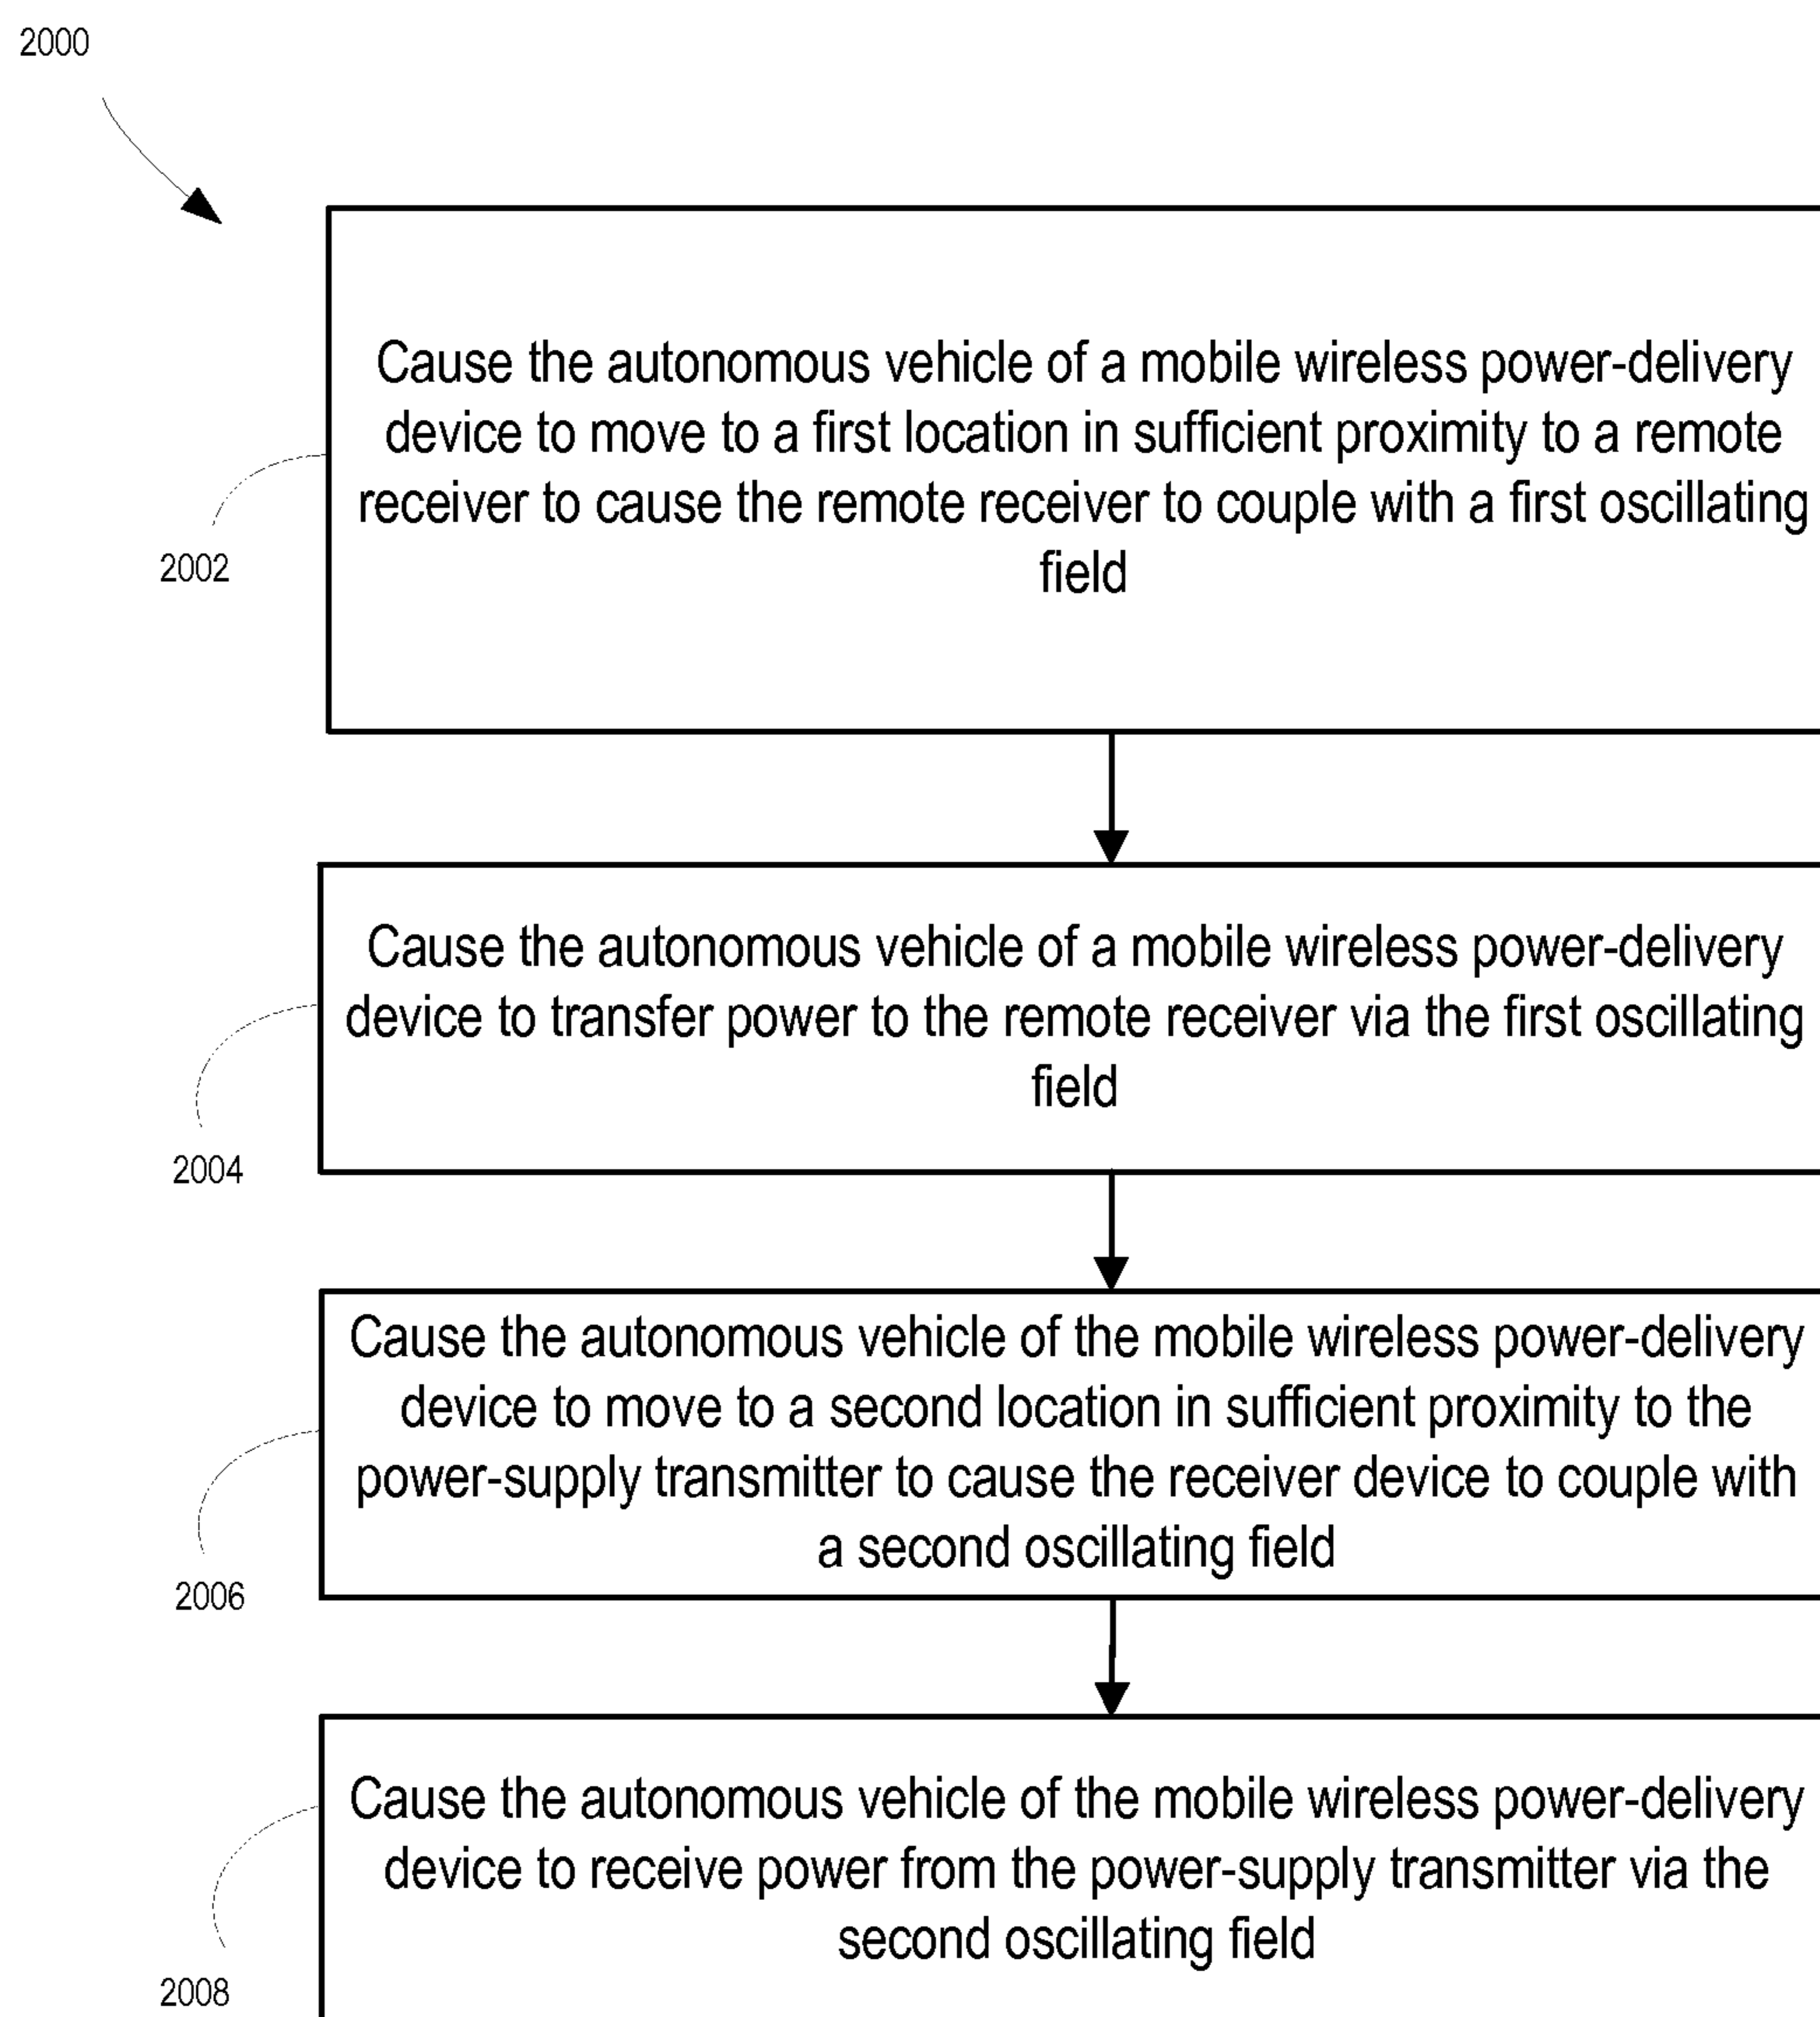 2000
Cause the autonomous vehicle of a mobile wireless power-delivery
device to move to a first location in sufficient proximity to a remote
receiver to cause the remote receiver to couple with a first oscillating
field
2002
Cause the autonomous vehicle of a mobile wireless power-delivery
device to transfer power to the remote receiver via the first oscillating
field
2004
Cause the autonomous vehicle of the mobile wireless power-delivery
device to move to a second location in sufficient proximity to the
power-supply transmitter to cause the receiver device to couple with
a second oscillating field
2006
Cause the autonomous vehicle of the mobile wireless power-delivery
device to receive power from the power-supply transmitter via the
second oscillating field
2008